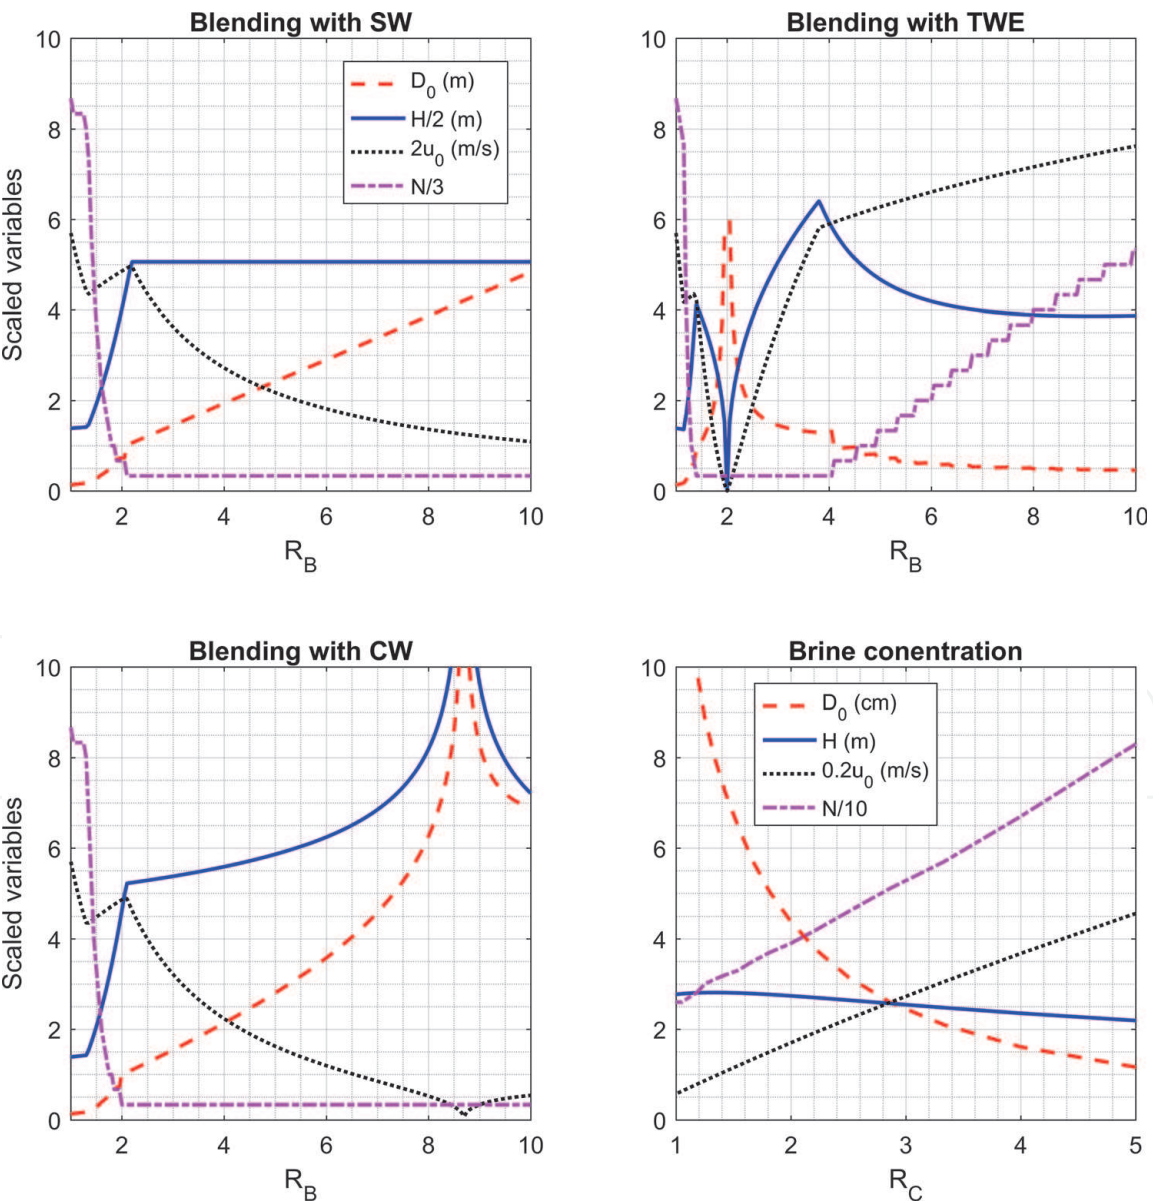 Blending with SW
10
8
6
4
2
0
Scaled variables
D0 (m)
H/2 (m)
2u0 (m/s)
N/3
2 4 6 8 10
RB
Blending with TWE
10
8
6
4
2
0
2 4 6 8 10
RB
Blending with CW
10
8
6
4
2
0
Scaled variables
2 4 6 8 10
RB
Brine conentration
10
8
6
4
2
0
D0 (cm)
H (m)
0.2u0 (m/s)
N/10
1 2 3 4 5
RC